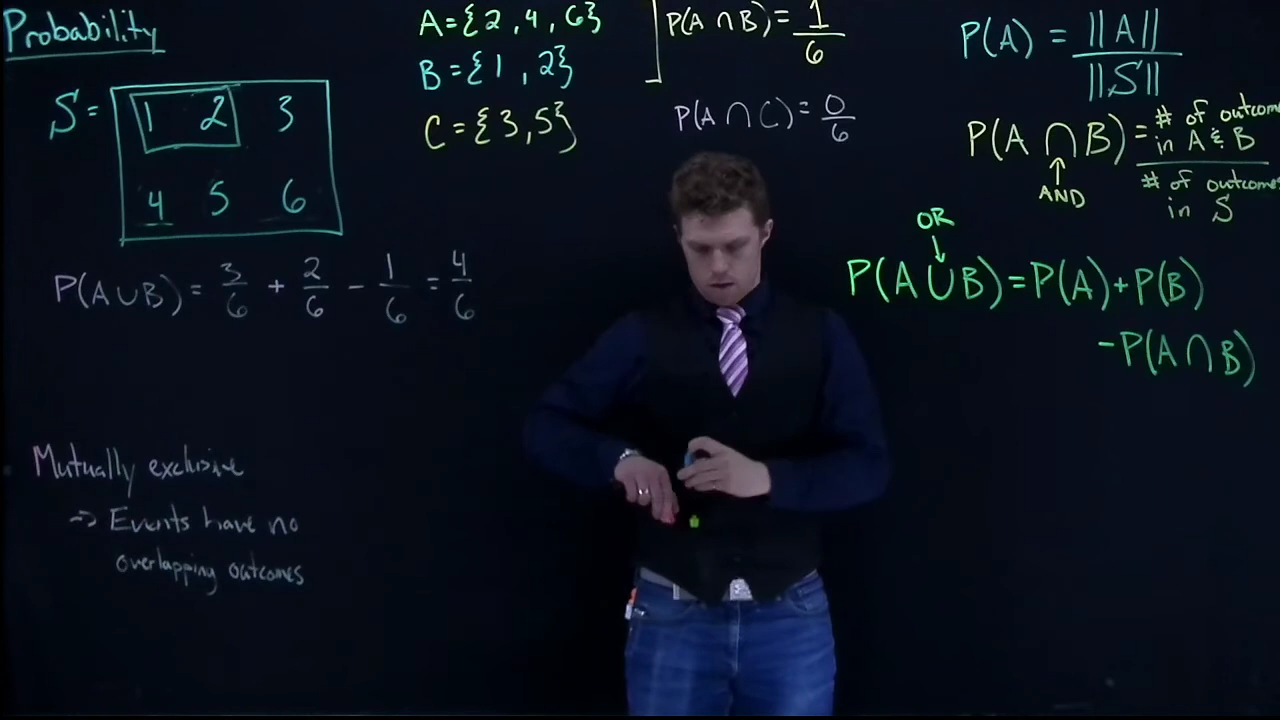 Probability
S = 1 2 3
4 5 6
P(A ∪ B) = 3/6 + 2/6 − 1/6 = 4/6
Mutually exclusive
→ Events have no
overlapping outcomes
A = {2, 4, 6}
B = {1, 2}
C = {3, 5}
P(A ∩ B) = 1/6
P(A ∩ C) = 0/6
P(A) = ||A|| / ||S||
P(A ∩ B) = # of outcome
in A & B
# of outcomes
in S
AND
OR
P(A ∪ B) = P(A) + P(B)
− P(A ∩ B)